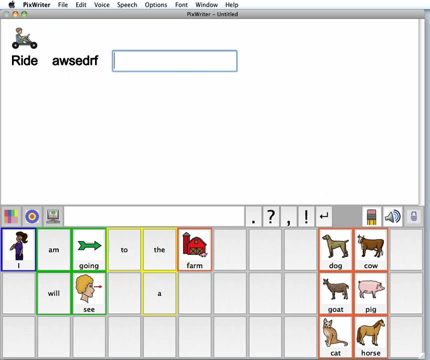 PixWriter File Edit Voice Speech Options Font Window Help
PixWriter – Untitled
Ride awsedrf
. ? , ! ↵
I am going to the farm dog cow
will see a goat pig
cat horse